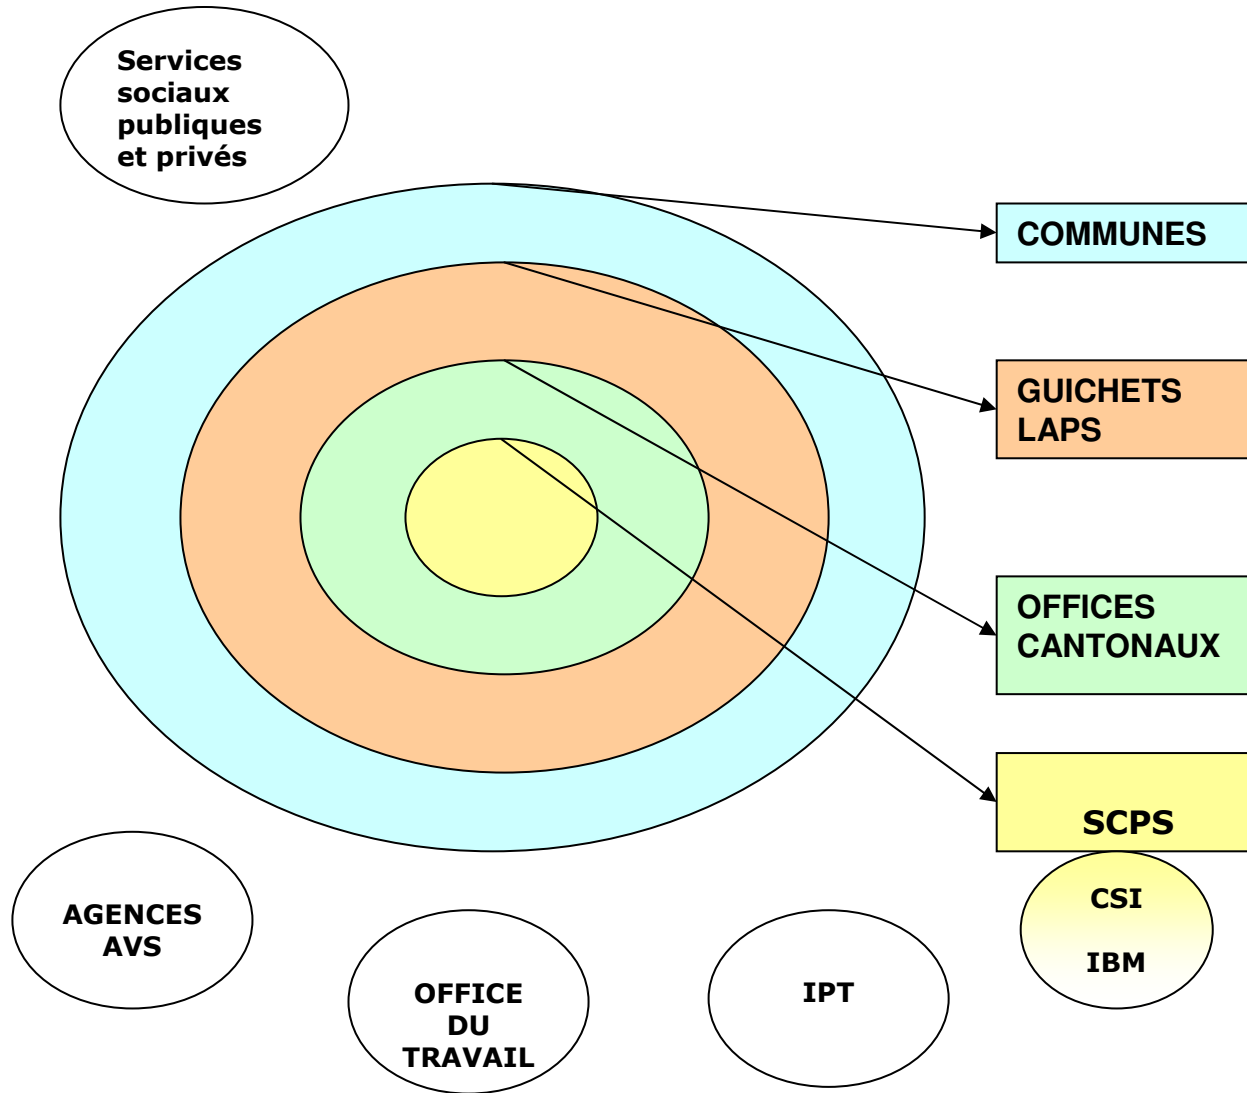 Services
sociaux
publiques
et privés
COMMUNES
GUICHETS
LAPS
OFFICES
CANTONAUX
SCPS
CSI
IBM
AGENCES
AVS
OFFICE
DU
TRAVAIL
IPT